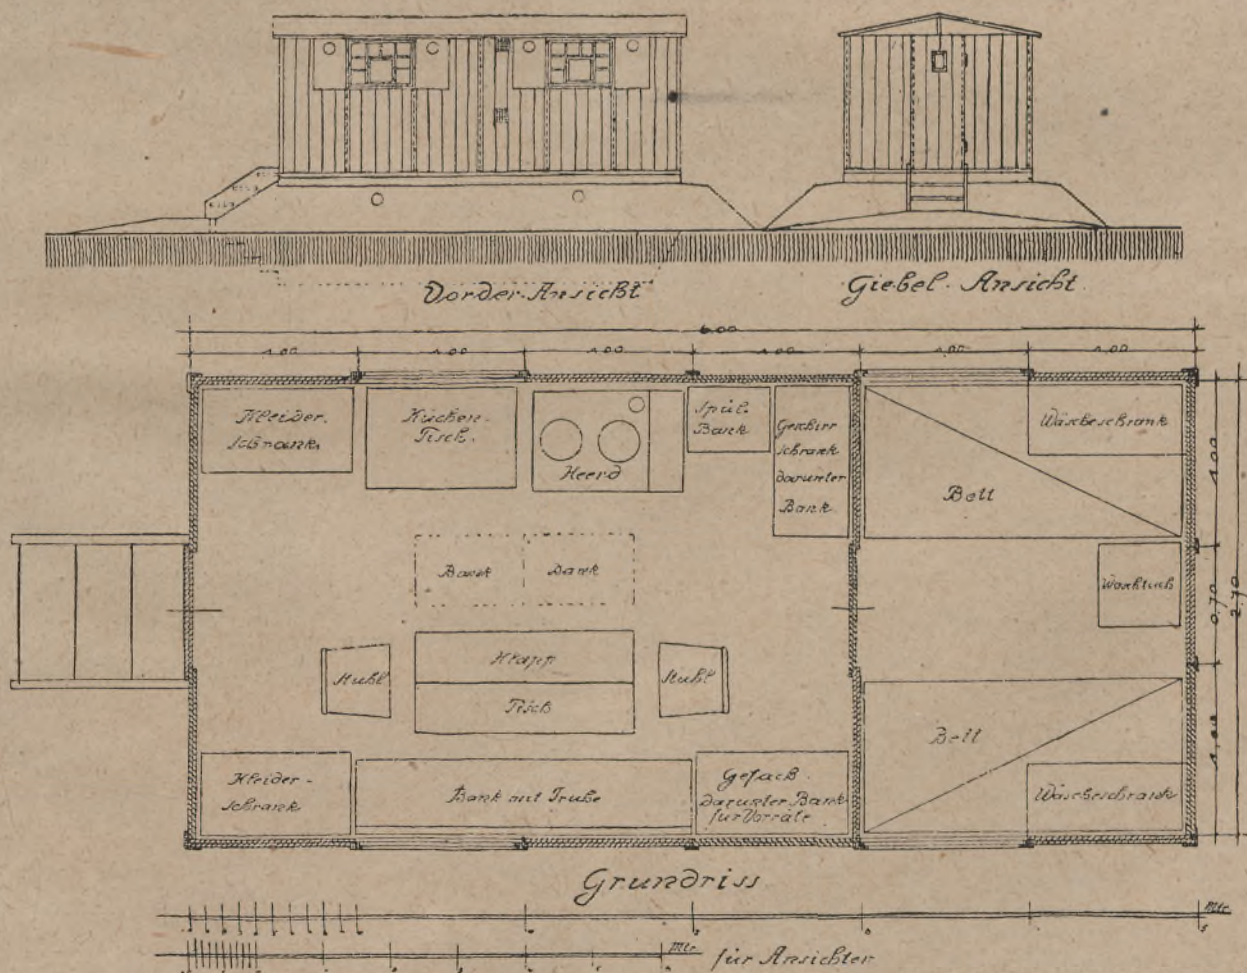 Vorder-Ansicht
Giebel-Ansicht
6.00
1.00 1.00 1.00 1.00 1.00 1.00
Kleider-
schrank
Küchen-
Tisch.
Heerd
Spül-
Bank
Geschirr
schrank
darunter
Bank
Bett
Wäscheschrank
1.00
Bank
Bank
Waschtisch
0,70
2,70
Stuhl
Klapp
Tisch
Stuhl
Bett
1,00
Kleider-
schrank
Bank mit Truhe
Gefach
darunter Bank
für Vorräte
Wäscheschrank
Grundriss
Mtr
Mtr
für Ansichten